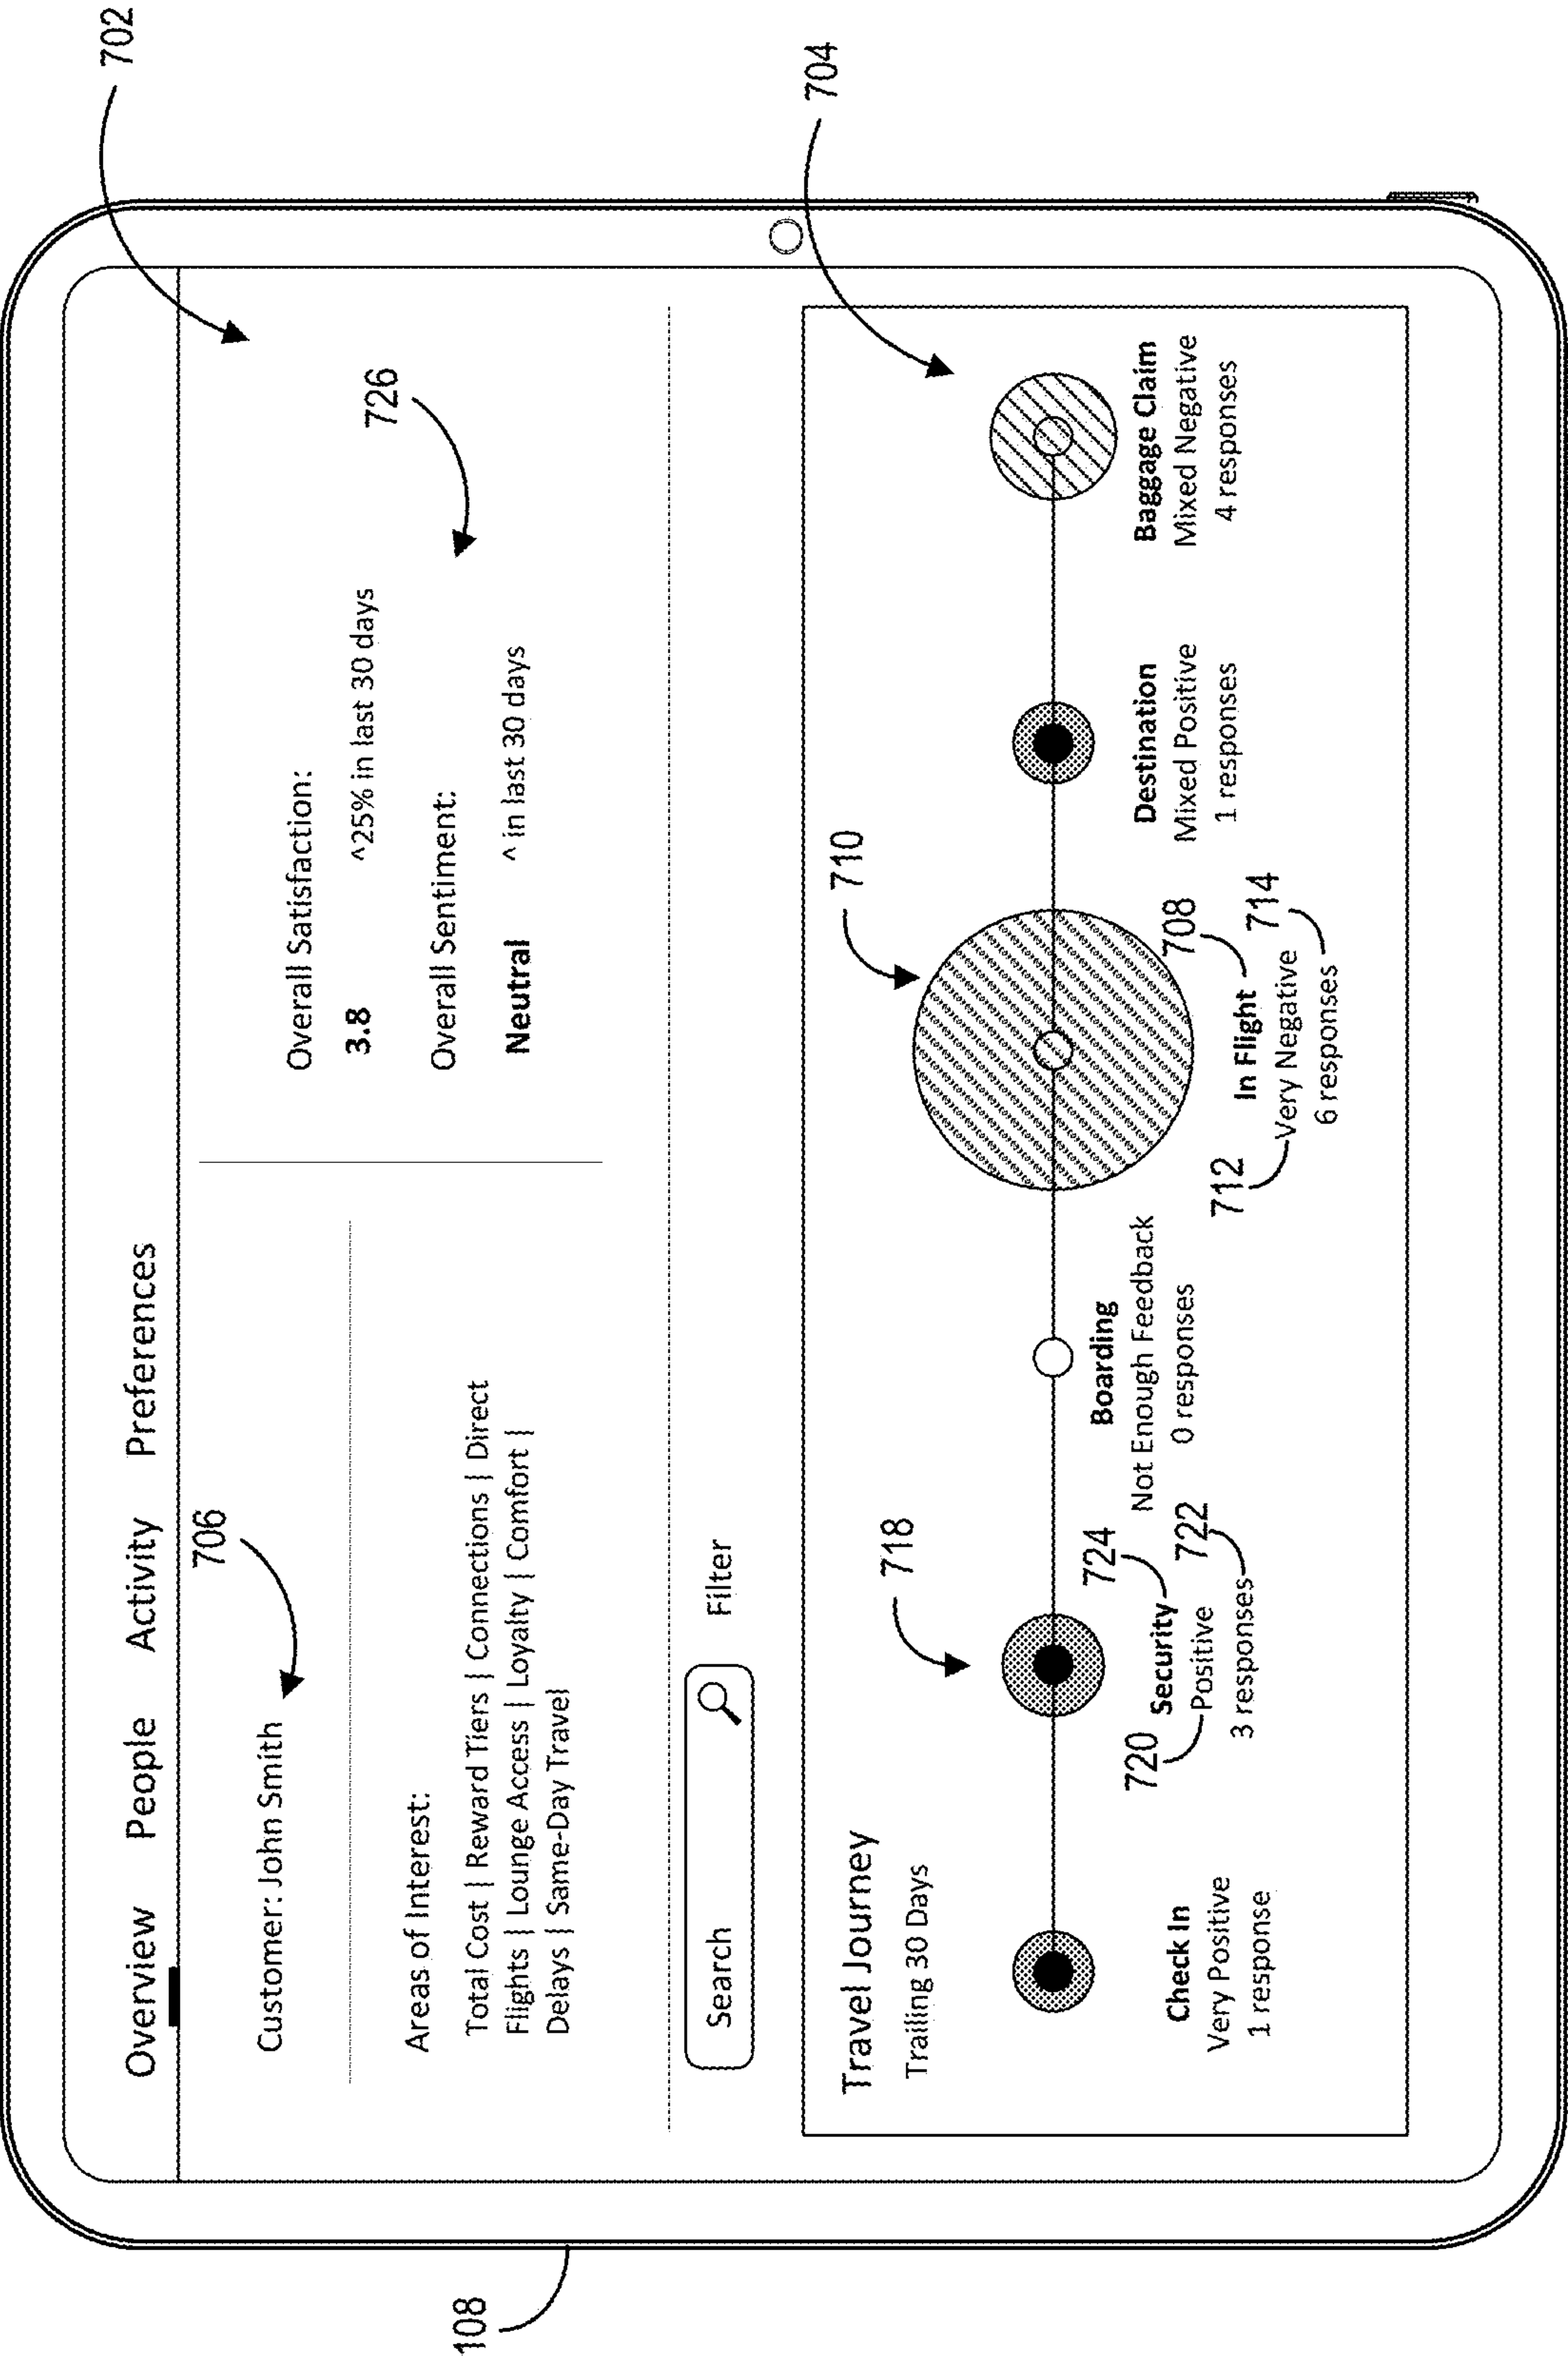 702
Overview People Activity Preferences
706
Customer: John Smith
Areas of Interest:
Total Cost | Reward Tiers | Connections | Direct
Flights | Lounge Access | Loyalty | Comfort |
Delays | Same-Day Travel
Overall Satisfaction:
3.8 ^25% in last 30 days
726
Overall Sentiment:
Neutral ^ in last 30 days
108
Search
Filter
704
Travel Journey
Trailing 30 Days
718
710
Check In
Very Positive
1 response
724
Security
720
Positive
722
3 responses
Boarding
Not Enough Feedback
0 responses
708
In Flight
712
Very Negative
714
6 responses
Destination
Mixed Positive
1 responses
Baggage Claim
Mixed Negative
4 responses